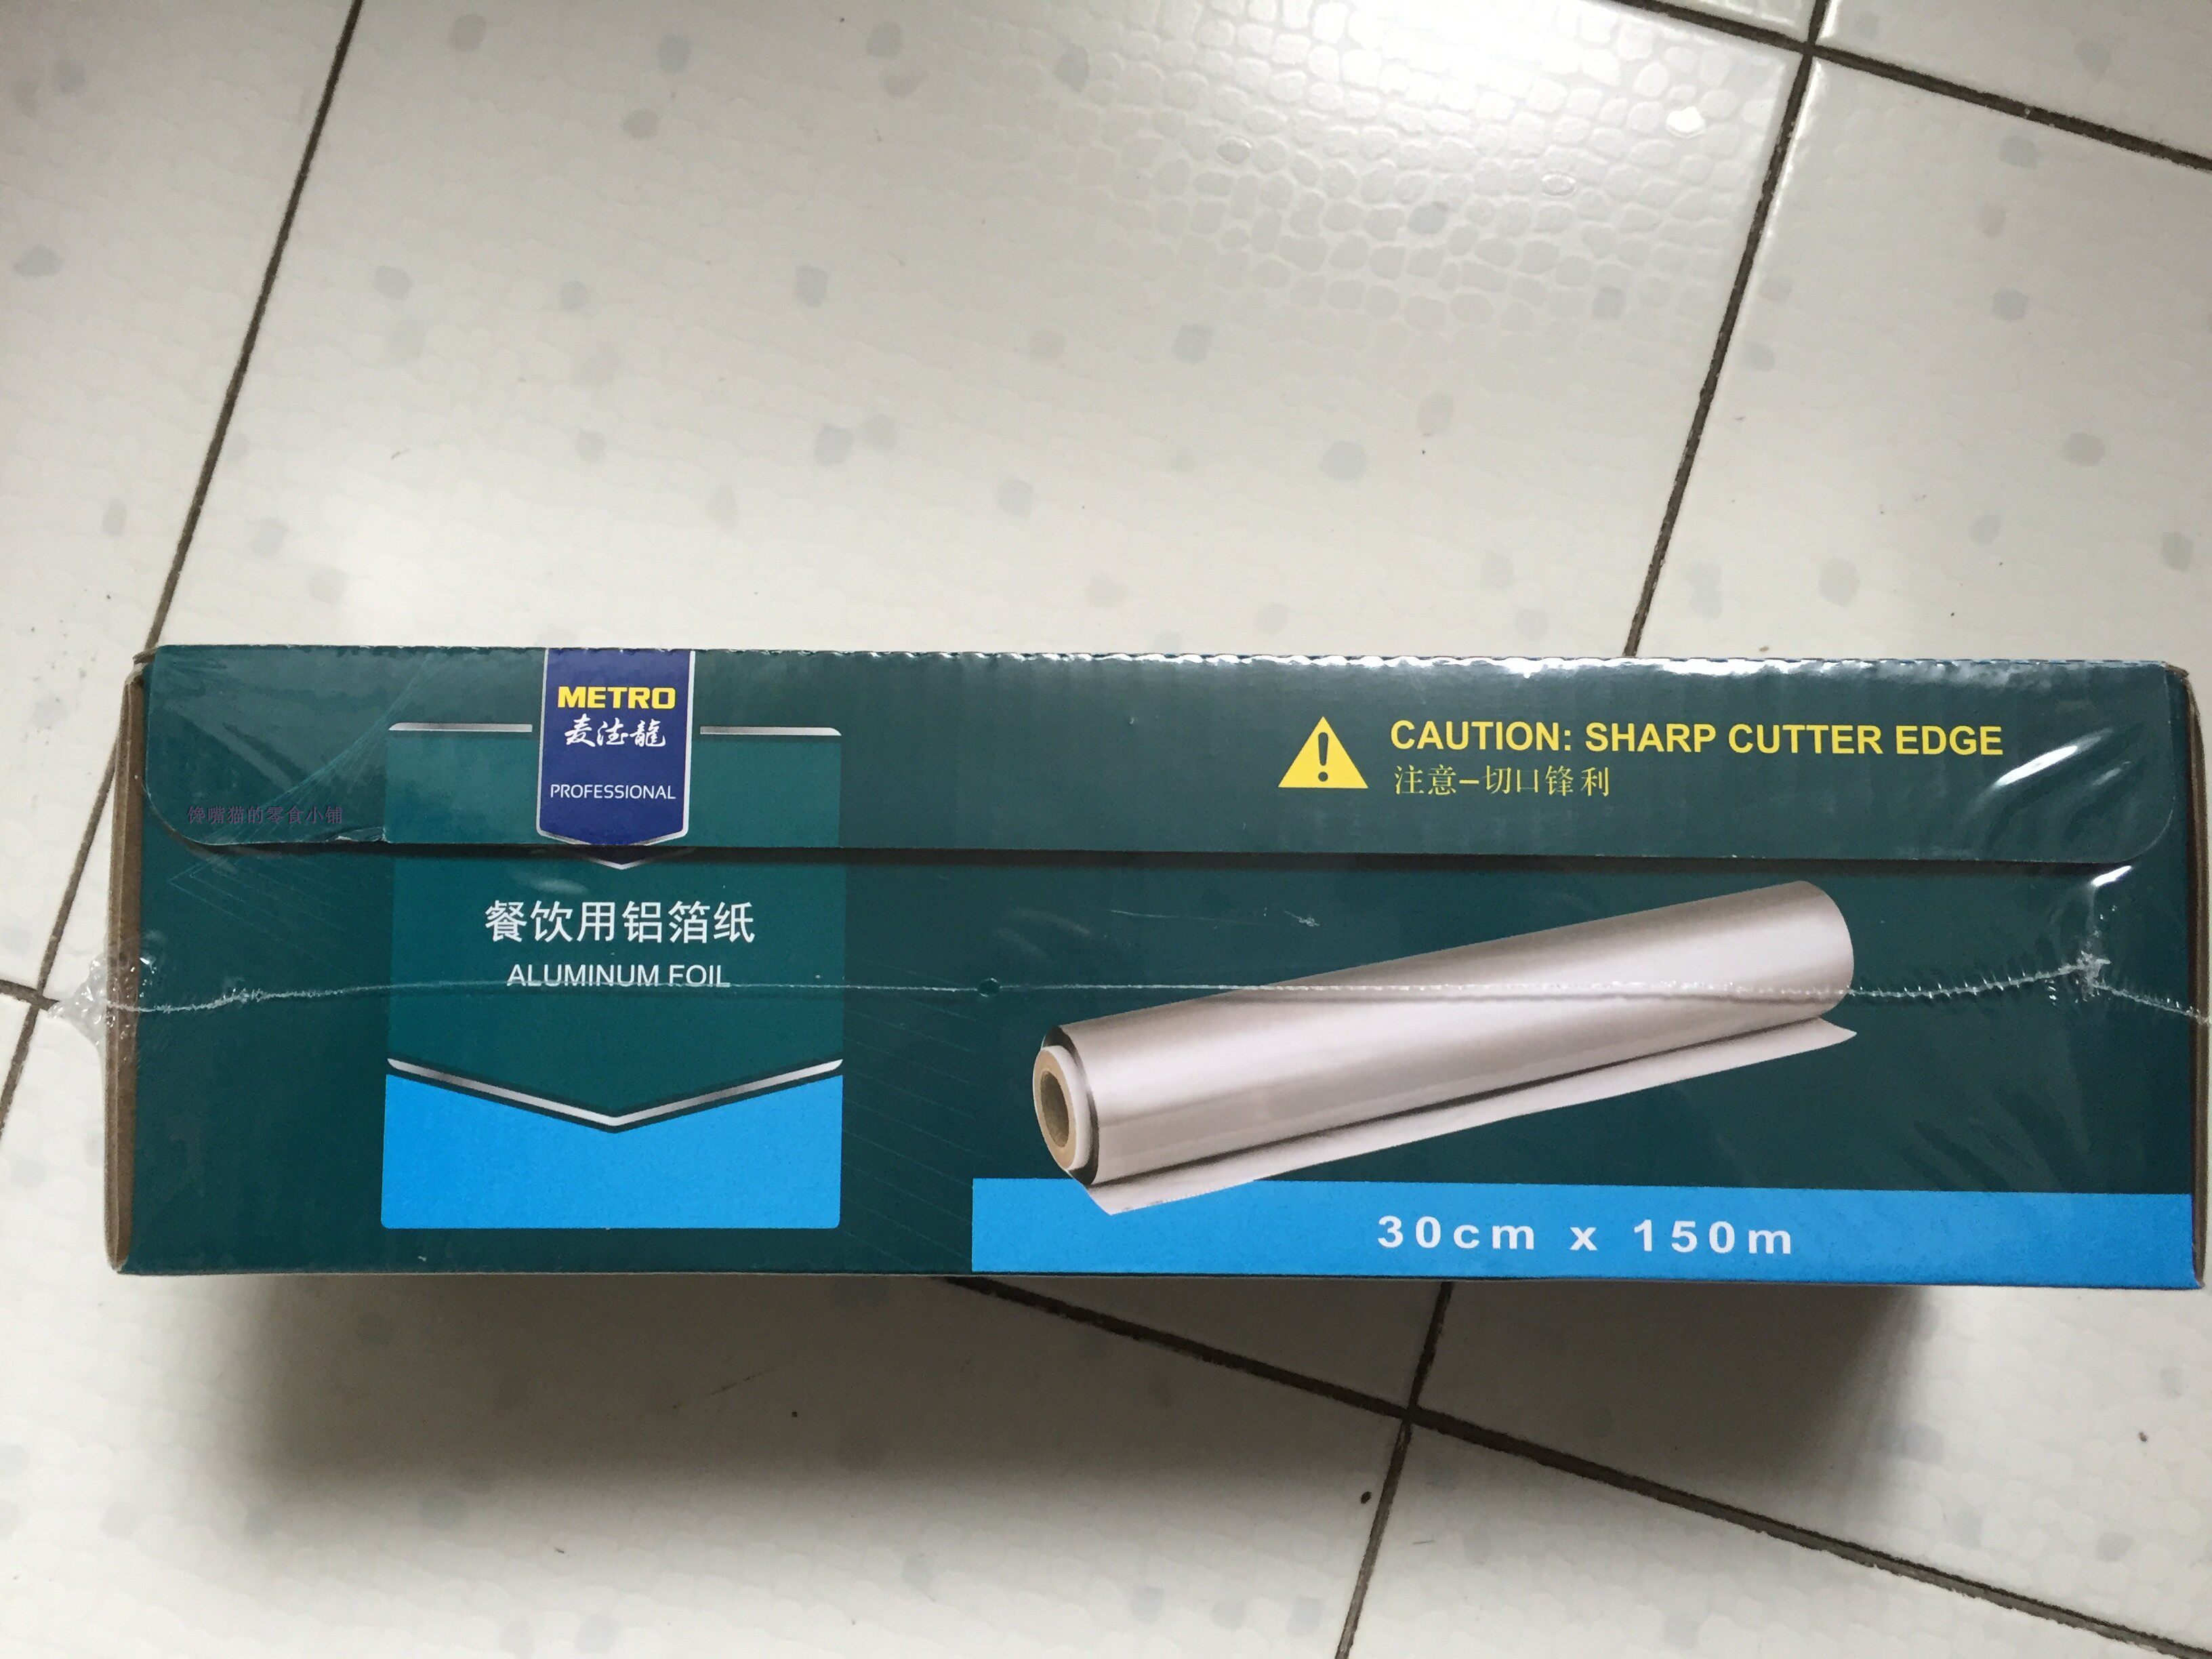 METRO
麦德龍
PROFESSIONAL
CAUTION: SHARP CUTTER EDGE
注意-切口锋利
馋嘴猫的零食小铺
餐饮用铝箔纸
ALUMINUM FOIL
30cm x 150m